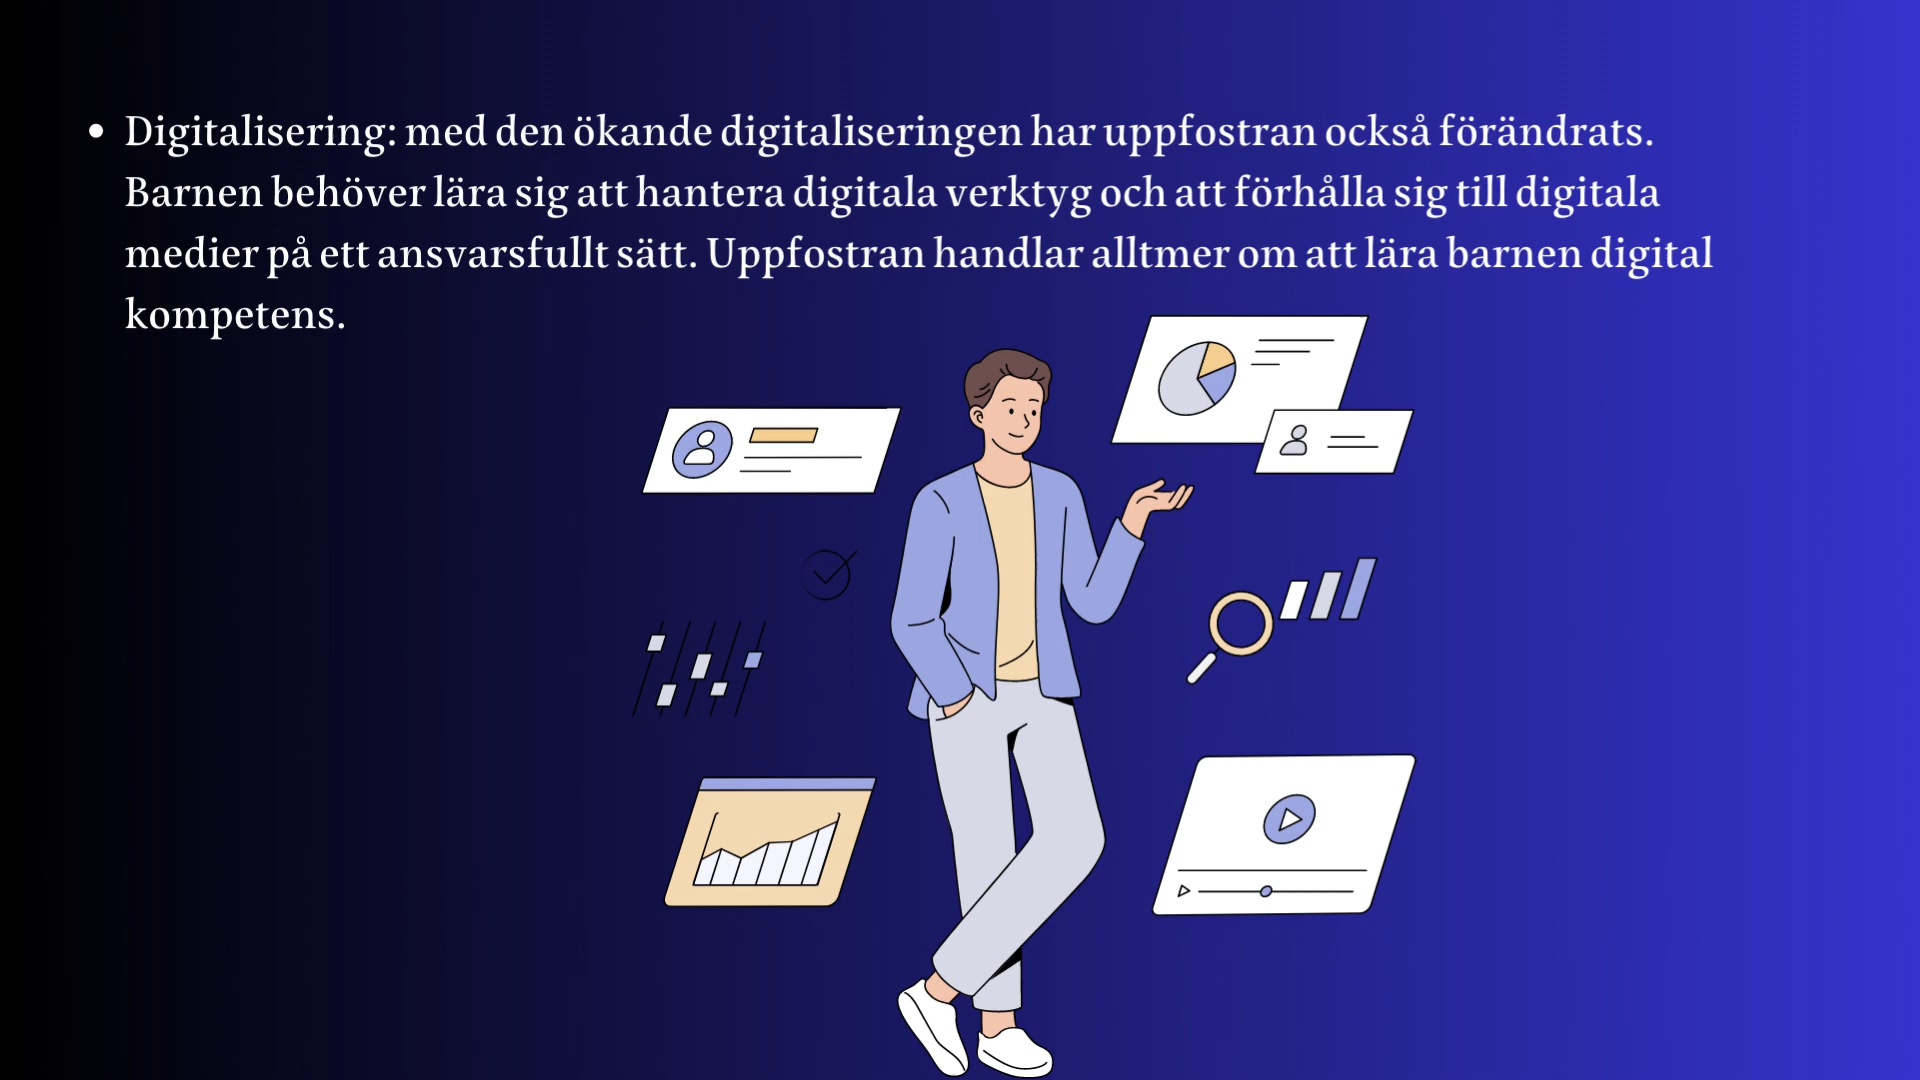 • Digitalisering: med den ökande digitaliseringen har uppfostran också förändrats.
Barnen behöver lära sig att hantera digitala verktyg och att förhålla sig till digitala
medier på ett ansvarsfullt sätt. Uppfostran handlar alltmer om att lära barnen digital
kompetens.